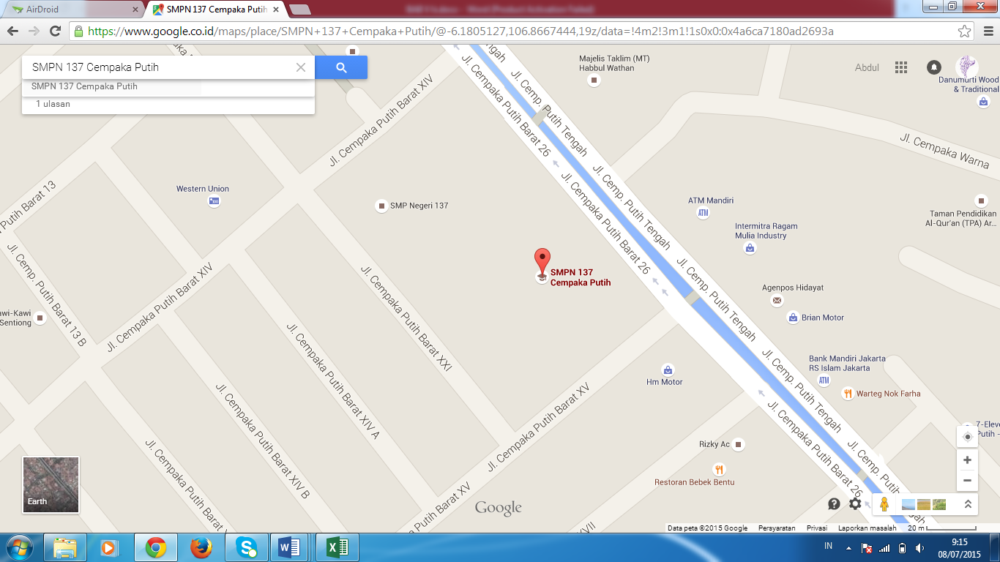 AirDroid
SMPN 137 Cempaka Putih
https://www.google.co.id/maps/place/SMPN+137+Cempaka+Putih/@-6.1805127,106.8667444,19z/data=!4m2!3m1!1s0x0:0x4a6ca7180ad2693a
SMPN 137 Cempaka Putih
SMPN 137 Cempaka Putih
1 ulasan
Abdul
Majelis Taklim (MT)
Habbul Wathan
Danumurti Wood
& Traditional
Jl. Cemp. Putih Tengah
Jl. Cempaka Putih Barat 26
Jl. Cempaka Putih Barat XIV
Jl. Cempaka Warna
Putih Barat 13
Western Union
SMP Negeri 137
Jl. Cemp. Putih Tengah
Jl. Cempaka Putih Barat 26
ATM Mandiri
ATM
Intermitra Ragam
Mulia Industry
Taman Pendidikan
Al-Qur'an (TPA) Ar...
SMPN 137
Cempaka Putih
Jl. Cemp. Putih Barat 13 B
Jl. Cempaka Putih Barat XIV
Jl. Cempaka Putih Barat XXI
Jl. Cemp. Putih Tengah
Agenpos Hidayat
Brian Motor
Sentiong
Jl. Cempaka Putih Barat XIV A
Hm Motor
Bank Mandiri Jakarta
RS Islam Jakarta
ATM
Warteg Nok Farha
Jl. Cemp. Putih Tengah
Jl. Cempaka Putih Barat XIV B
Jl. Cempaka Putih Barat XV
Jl. Cempaka Putih Barat 26
7-Eleve
Putih -
Rizky Ac
Restoran Bebek Bentu
Jl. Cempaka Putih Barat
Jl. Cempaka Putih Barat XV
Jl. Cemp. Putih Tengah
Earth
Google
Data peta ©2015 Google
Persyaratan
Privasi
Laporkan masalah
20 m
IN
9:15
08/07/2015